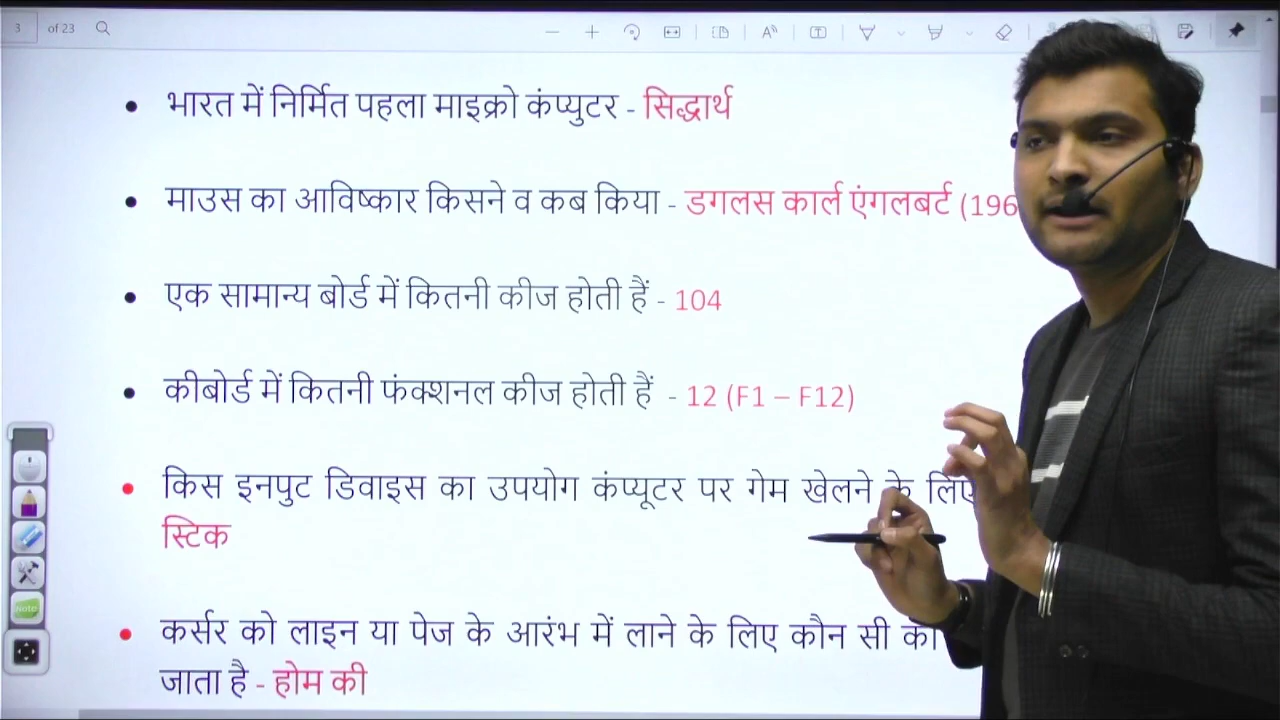 3 of 23
भारत में निर्मित पहला माइक्रो कंप्युटर - सिद्धार्थ
माउस का आविष्कार किसने व कब किया - डगलस कार्ल एंगलबर्ट (196
एक सामान्य बोर्ड में कितनी कीज होती हैं - 104
कीबोर्ड में कितनी फंक्शनल कीज होती हैं - 12 (F1 – F12)
किस इनपुट डिवाइस का उपयोग कंप्यूटर पर गेम खेलने के लिए
स्टिक
कर्सर को लाइन या पेज के आरंभ में लाने के लिए कौन सी
जाता है - होम की
Note